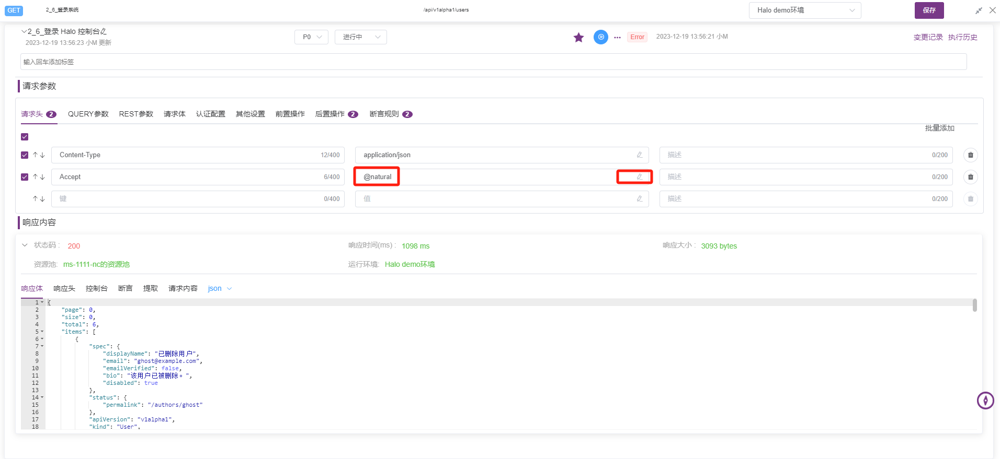 GET 2_6_登录系统 /api/v1alpha1/users Halo demo环境 保存
2_6_登录 Halo 控制台 P0 进行中 Error 2023-12-19 13:56:21 小M 变更记录 执行历史
2023-12-19 13:56:23 小M 更新
输入回车添加标签
请求参数
请求头 2 QUERY参数 REST参数 请求体 认证配置 其他设置 前置操作 后置操作 2 断言规则 2
批量添加
Content-Type 12/400 application/json 描述 0/200
Accept 6/400 @natural 描述 0/200
键 0/400 值 描述 0/200
响应内容
状态码 : 200 响应时间(ms) : 1098 ms 响应大小 : 3093 bytes
资源池: ms-1111-nc的资源池 运行环境: Halo demo环境
响应体 响应头 控制台 断言 提取 请求内容 json
1 {
2 "page": 0,
3 "size": 0,
4 "total": 6,
5 "items": [
6 {
7 "spec": {
8 "displayName": "已删除用户",
9 "email": "ghost@example.com",
10 "emailVerified": false,
11 "bio": "该用户已被删除。",
12 "disabled": true
13 },
14 "status": {
15 "permalink": "/authors/ghost"
16 },
17 "apiVersion": "v1alpha1",
18 "kind": "User",